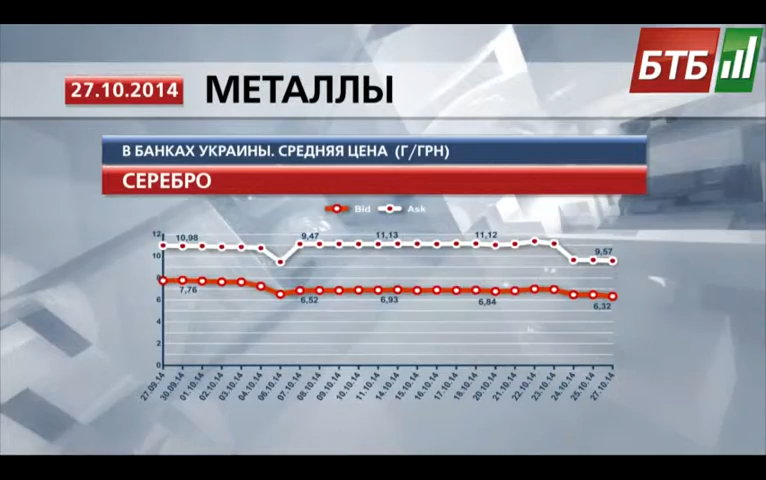 БТБ
27.10.2014 МЕТАЛЛЫ
В БАНКАХ УКРАИНЫ. СРЕДНЯЯ ЦЕНА (Г/ГРН)
СЕРЕБРО
Bid Ask
12
10
8
6
4
2
0
10,98 9,47 11,13 11,12 9,57
7,76 6,52 6,93 6,84 6,32
27.09.14 30.09.14 01.10.14 02.10.14 03.10.14 04.10.14 06.10.14 07.10.14 08.10.14 09.10.14 10.10.14 11.10.14 14.10.14 15.10.14 16.10.14 17.10.14 18.10.14 20.10.14 21.10.14 22.10.14 23.10.14 24.10.14 25.10.14 27.10.14